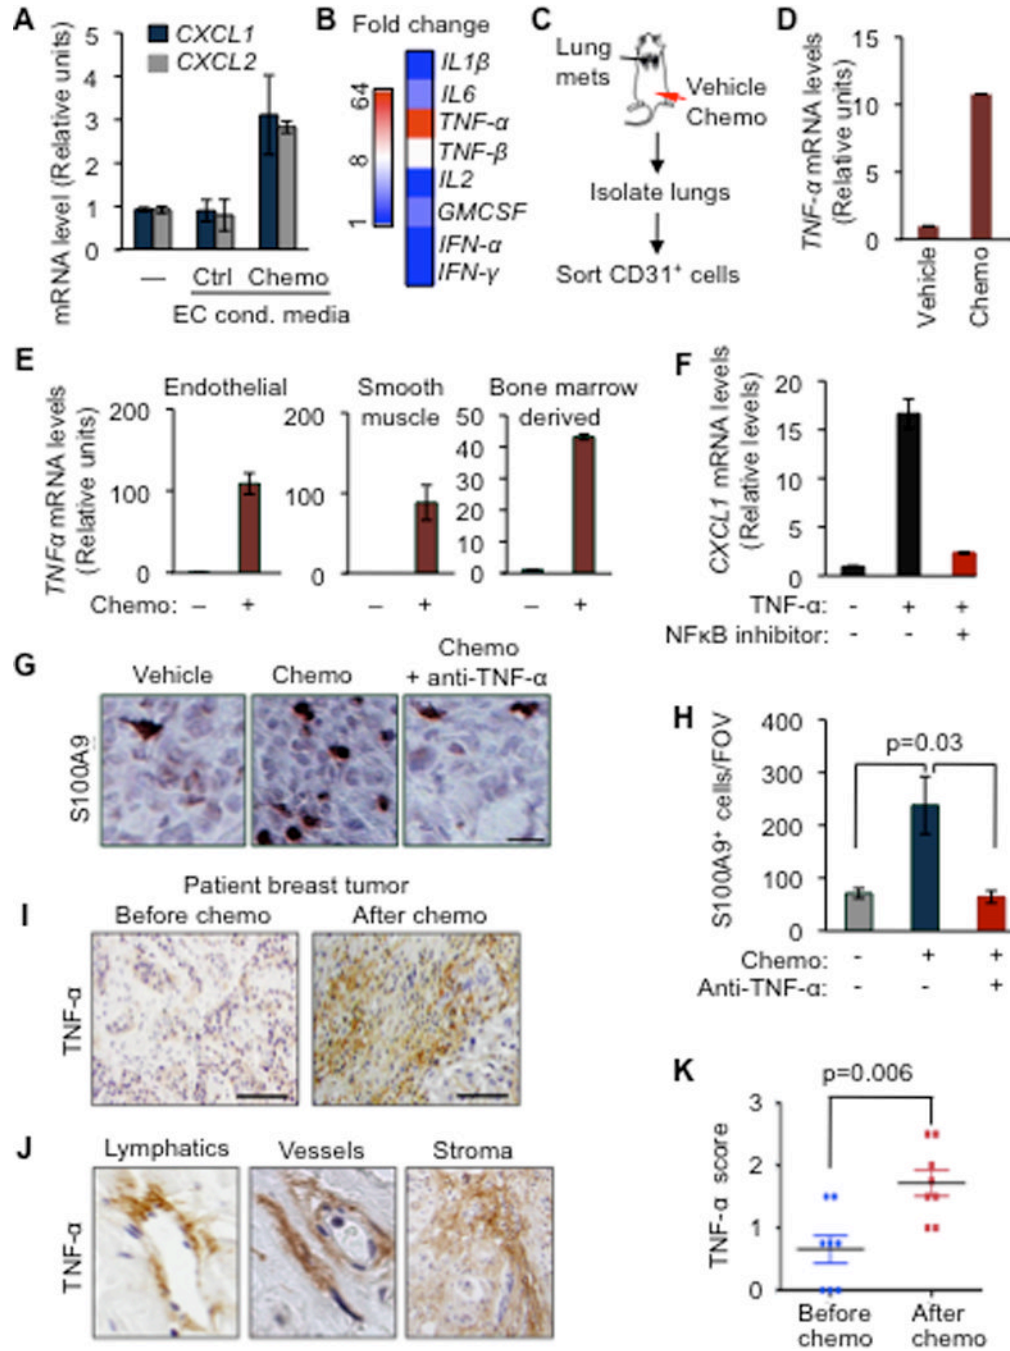 A
mRNA level (Relative units)
5
4
3
2
1
0
CXCL1
CXCL2
—
Ctrl Chemo
EC cond. media
B
Fold change
64
8
1
IL1β
IL6
TNF-α
TNF-β
IL2
GMCSF
IFN-α
IFN-γ
C
Lung
mets
Vehicle
Chemo
Isolate lungs
Sort CD31⁺ cells
D
TNF-α mRNA levels
(Relative units)
15
10
5
0
Vehicle
Chemo
E
TNFα mRNA levels
(Relative units)
Endothelial
200
100
0
Smooth
muscle
200
100
0
Bone marrow
derived
50
40
30
20
10
0
Chemo: – + – + – +
F
CXCL1 mRNA levels
(Relative levels)
20
15
10
5
0
TNF-α: - + +
NFκB inhibitor: - - +
G
Vehicle
Chemo
Chemo
+ anti-TNF-α
S100A9
H
S100A9⁺ cells/FOV
400
300
200
100
0
p=0.03
Chemo: - + +
Anti-TNF-α: - - +
I
Patient breast tumor
Before chemo
After chemo
TNF-α
J
Lymphatics
Vessels
Stroma
TNF-α
K
p=0.006
TNF-α score
3
2
1
0
Before
chemo
After
chemo